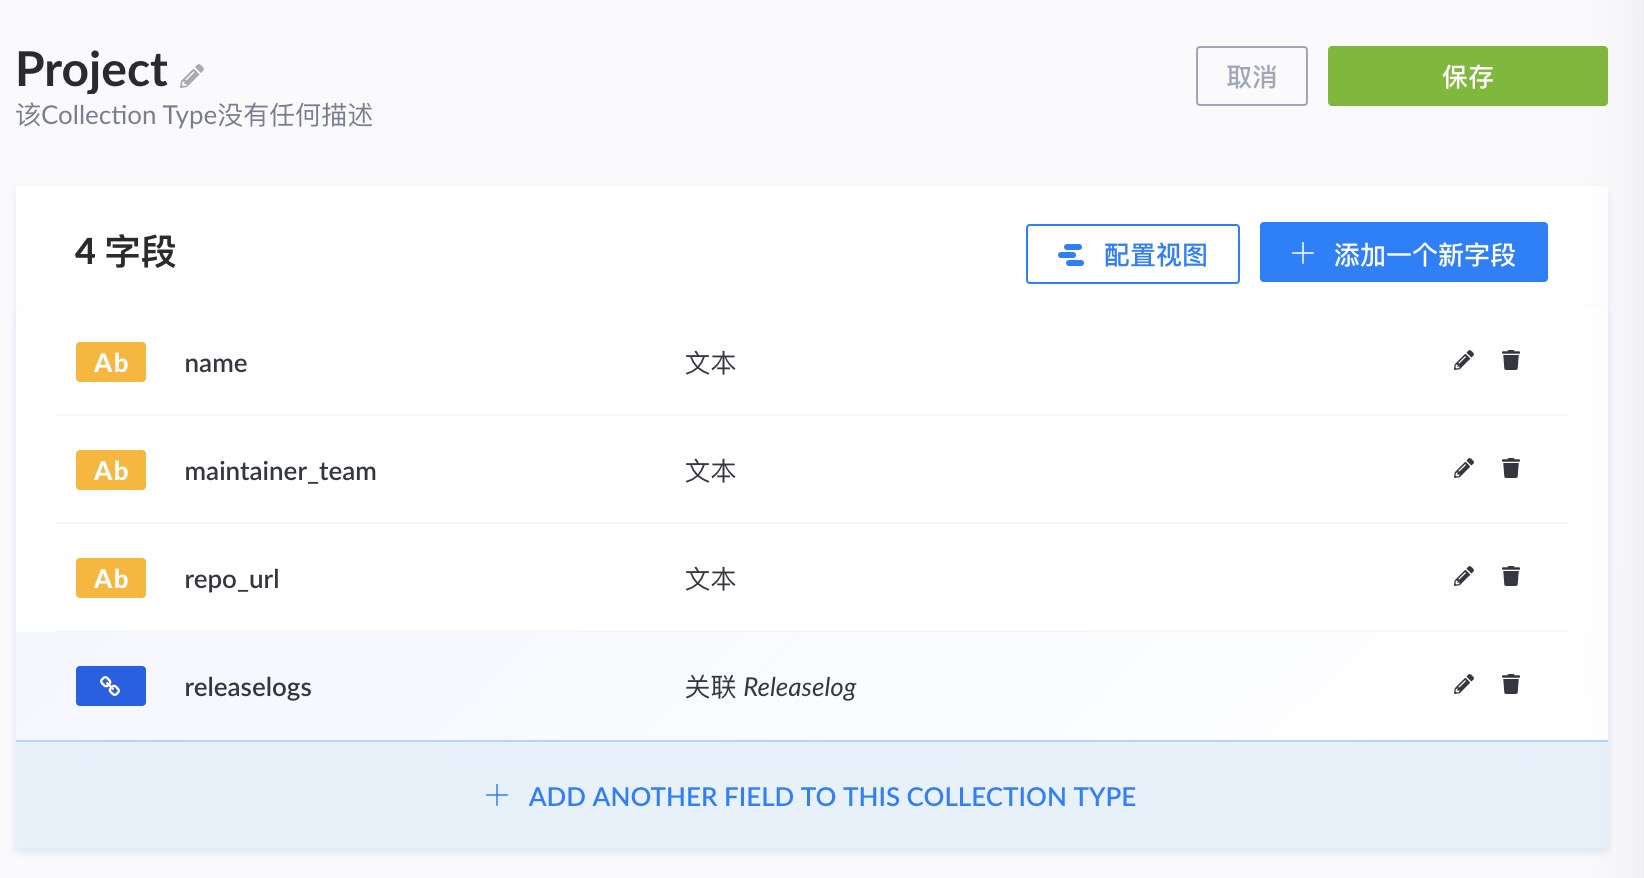 Project
取消
保存
该Collection Type没有任何描述
4 字段
配置视图
添加一个新字段
Ab name 文本
Ab maintainer_team 文本
Ab repo_url 文本
releaselogs 关联 Releaselog
ADD ANOTHER FIELD TO THIS COLLECTION TYPE